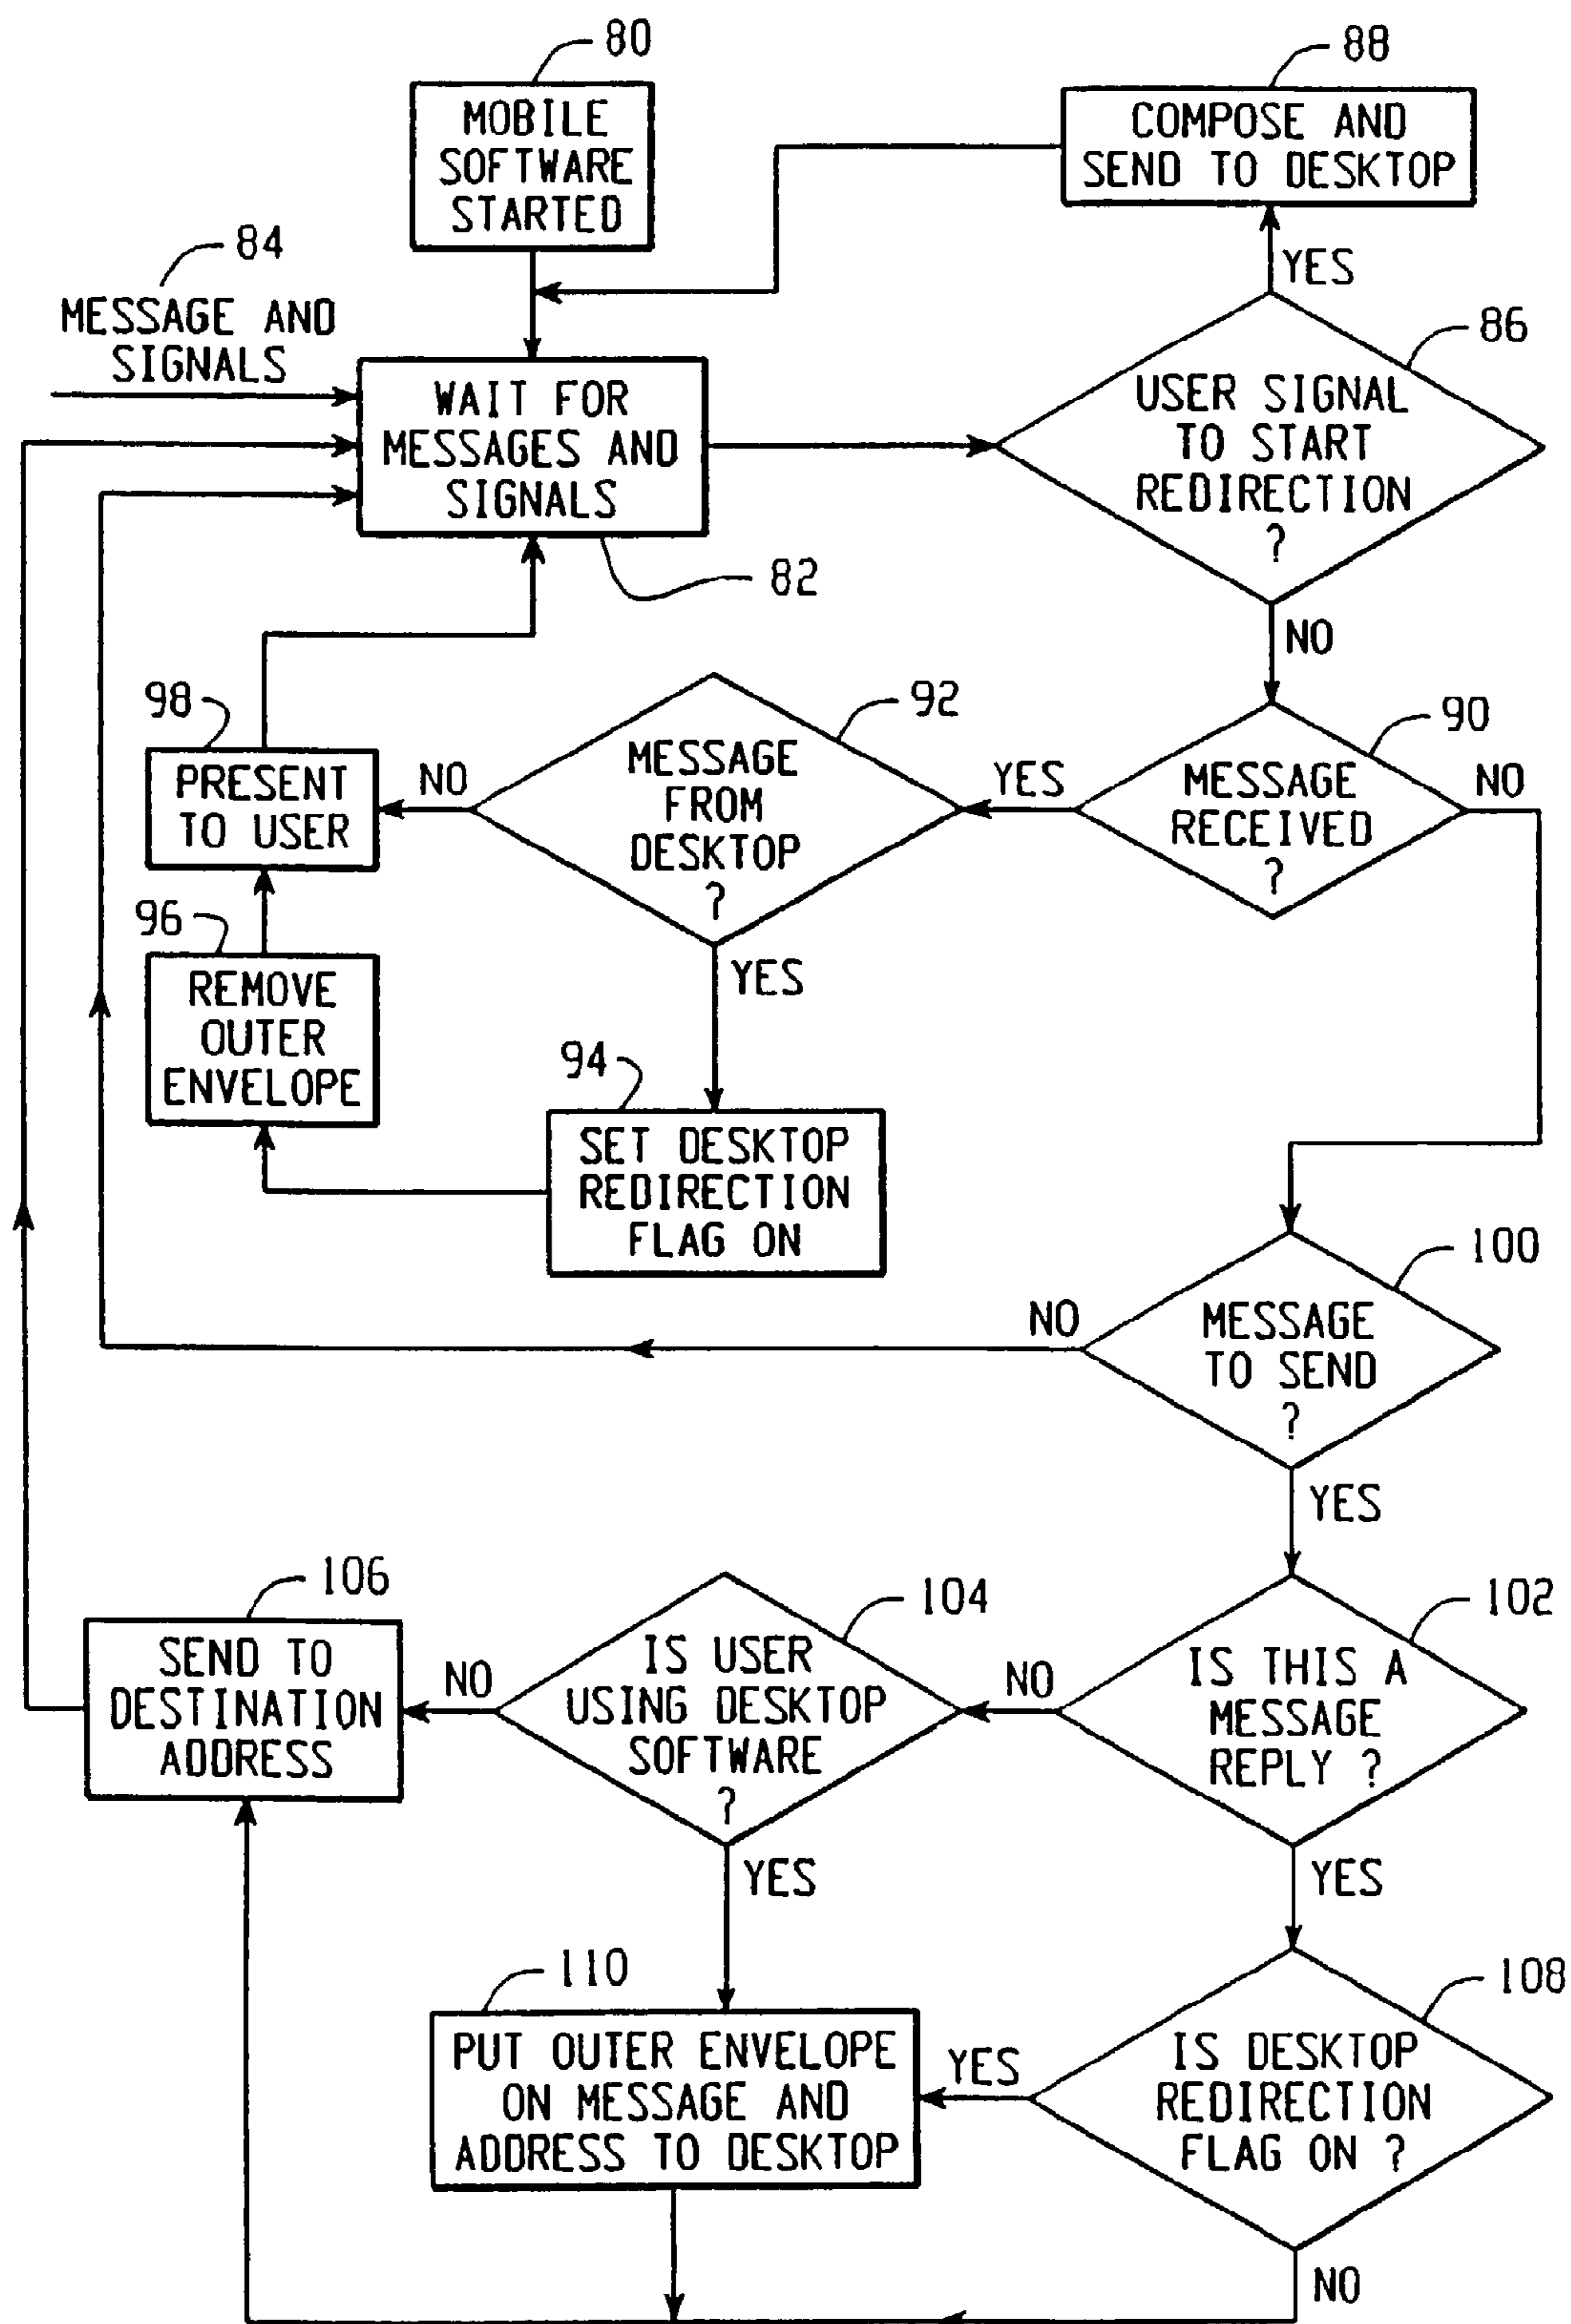 80
MOBILE
SOFTWARE
STARTED
88
COMPOSE AND
SEND TO DESKTOP
YES
84
MESSAGE AND
SIGNALS
WAIT FOR
MESSAGES AND
SIGNALS
82
86
USER SIGNAL
TO START
REDIRECTION
?
NO
98
PRESENT
TO USER
NO
92
MESSAGE
FROM
DESKTOP
?
YES
90
MESSAGE
RECEIVED
?
NO
96
REMOVE
OUTER
ENVELOPE
YES
94
SET DESKTOP
REDIRECTION
FLAG ON
100
MESSAGE
TO SEND
?
NO
YES
106
SEND TO
DESTINATION
ADDRESS
NO
104
IS USER
USING DESKTOP
SOFTWARE
?
NO
102
IS THIS A
MESSAGE
REPLY ?
YES
YES
110
PUT OUTER ENVELOPE
ON MESSAGE AND
ADDRESS TO DESKTOP
YES
108
IS DESKTOP
REDIRECTION
FLAG ON ?
NO